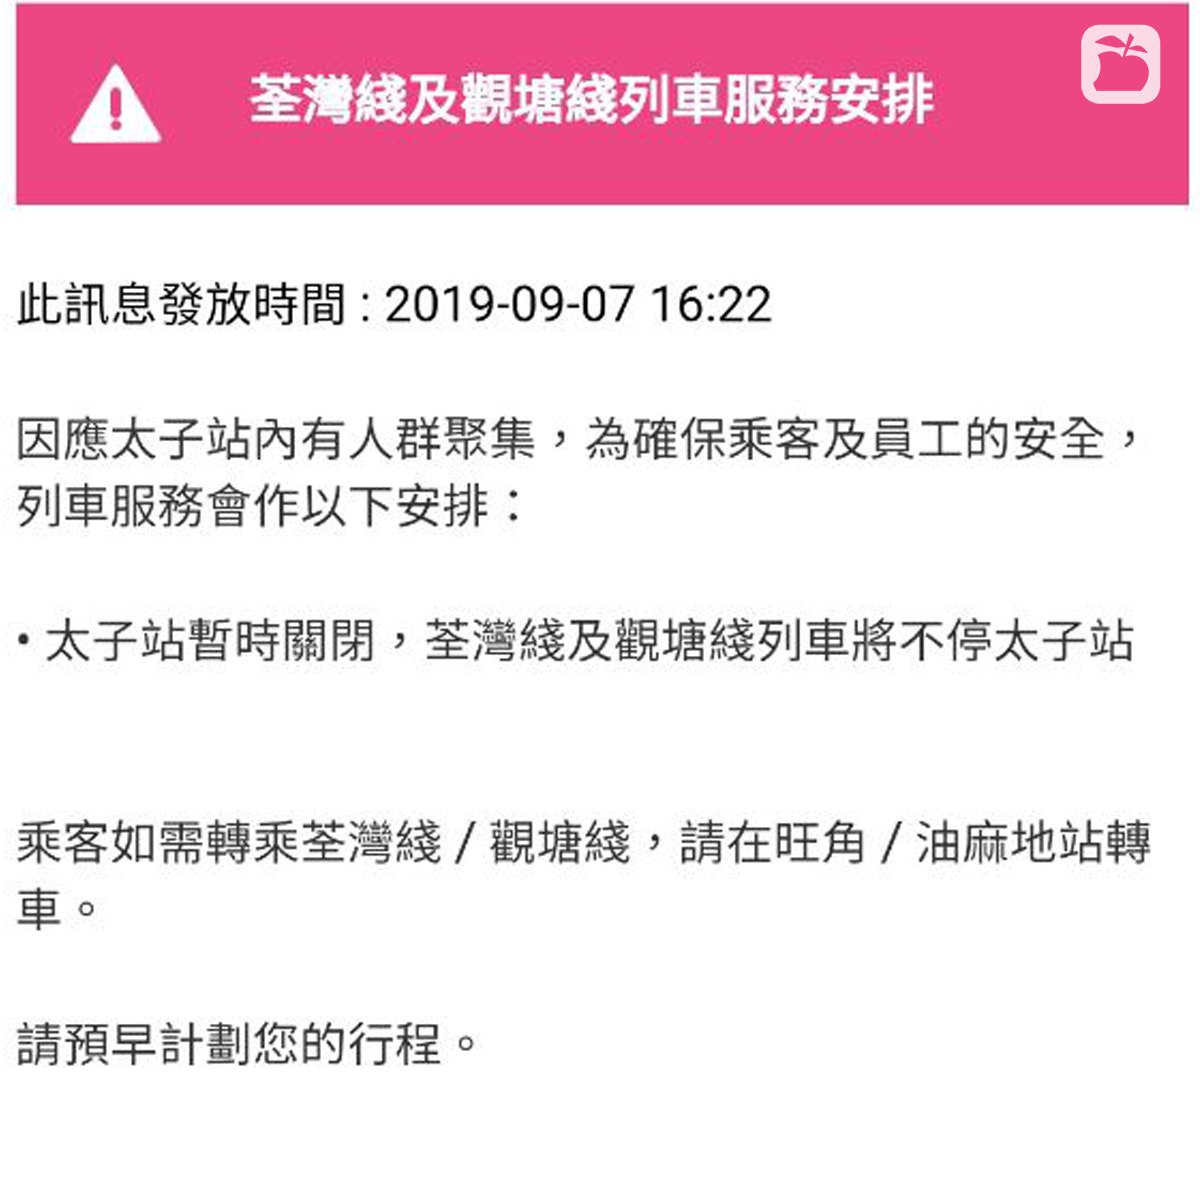 荃灣綫及觀塘綫列車服務安排
此訊息發放時間 : 2019-09-07 16:22
因應太子站內有人群聚集，為確保乘客及員工的安全，
列車服務會作以下安排：
• 太子站暫時關閉，荃灣綫及觀塘綫列車將不停太子站
乘客如需轉乘荃灣綫 / 觀塘綫，請在旺角 / 油麻地站轉
車。
請預早計劃您的行程。